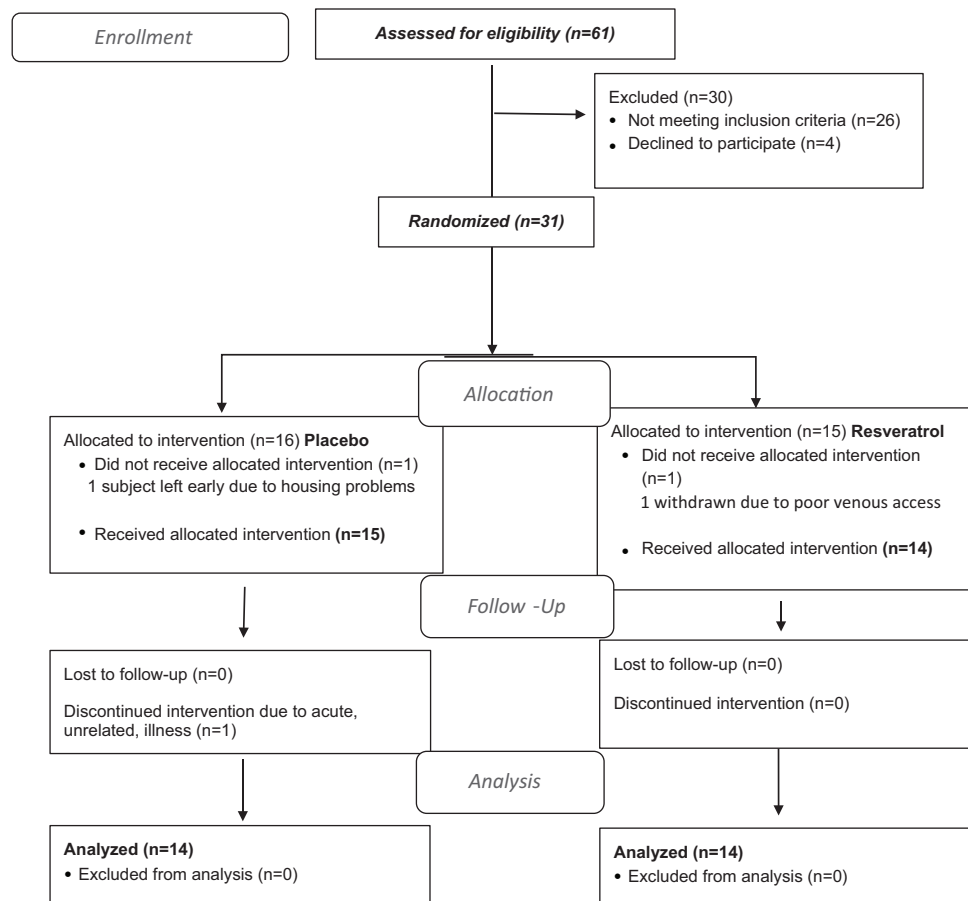 Enrollment
Assessed for eligibility (n=61)
Excluded (n=30)
• Not meeting inclusion criteria (n=26)
• Declined to participate (n=4)
Randomized (n=31)
Allocation
Allocated to intervention (n=16) Placebo
• Did not receive allocated intervention (n=1)
1 subject left early due to housing problems
• Received allocated intervention (n=15)
Allocated to intervention (n=15) Resveratrol
• Did not receive allocated intervention
(n=1)
1 withdrawn due to poor venous access
• Received allocated intervention (n=14)
Follow -Up
Lost to follow-up (n=0)
Discontinued intervention due to acute,
unrelated, illness (n=1)
Lost to follow-up (n=0)
Discontinued intervention (n=0)
Analysis
Analyzed (n=14)
• Excluded from analysis (n=0)
Analyzed (n=14)
• Excluded from analysis (n=0)